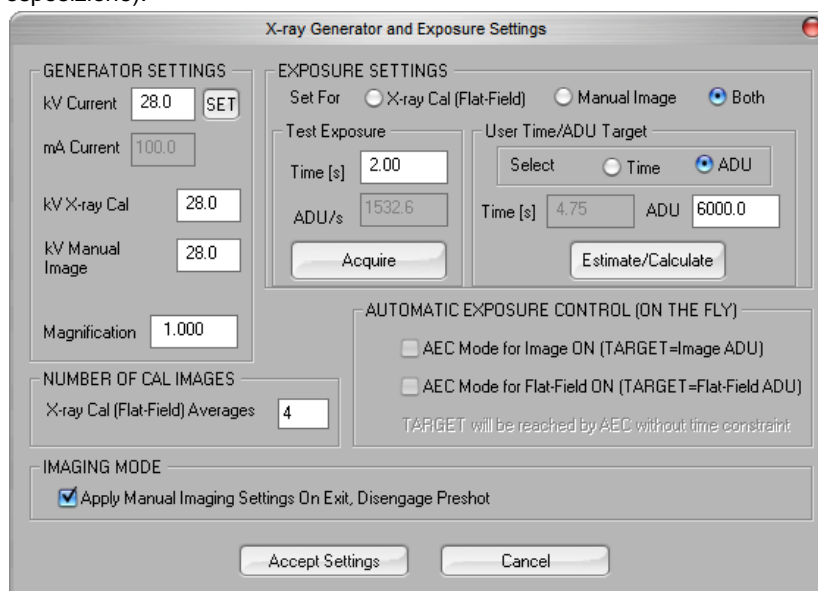 esposizione).
X-ray Generator and Exposure Settings
GENERATOR SETTINGS
kV Current 28.0 SET
mA Current 100.0
kV X-ray Cal 28.0
kV Manual
Image 28.0
Magnification 1.000
EXPOSURE SETTINGS
Set For X-ray Cal (Flat-Field) Manual Image Both
Test Exposure
Time [s] 2.00
ADU/s 1532.6
Acquire
User Time/ADU Target
Select Time ADU
Time [s] 4.75 ADU 6000.0
Estimate/Calculate
NUMBER OF CAL IMAGES
X-ray Cal (Flat-Field) Averages 4
AUTOMATIC EXPOSURE CONTROL (ON THE FLY)
AEC Mode for Image ON (TARGET=Image ADU)
AEC Mode for Flat-Field ON (TARGET=Flat-Field ADU)
TARGET will be reached by AEC without time constraint
IMAGING MODE
Apply Manual Imaging Settings On Exit, Disengage Preshot
Accept Settings Cancel